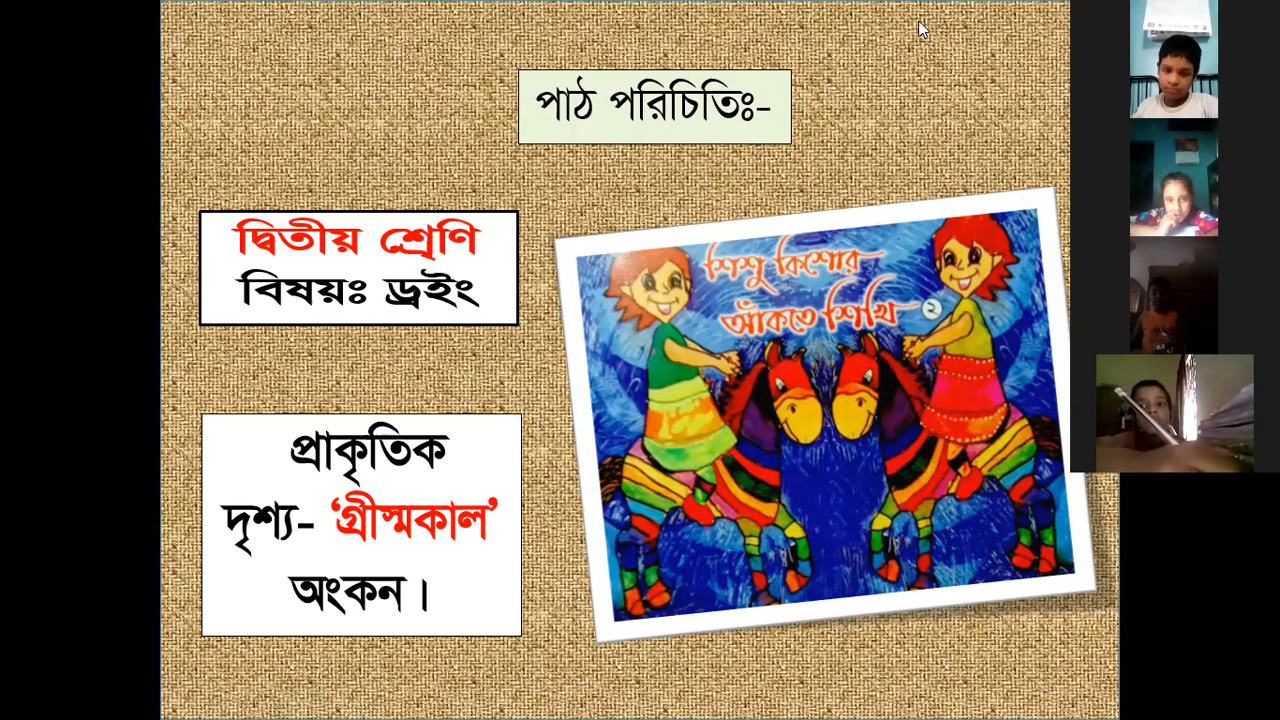 পাঠ পরিচিতিঃ-
দ্বিতীয় শ্রেণি
বিষয়ঃ ড্রইং
প্রাকৃতিক
দৃশ্য- ‘গ্রীস্মকাল’
অংকন।
শিশু কিশোর
আঁকতে শিখি ২